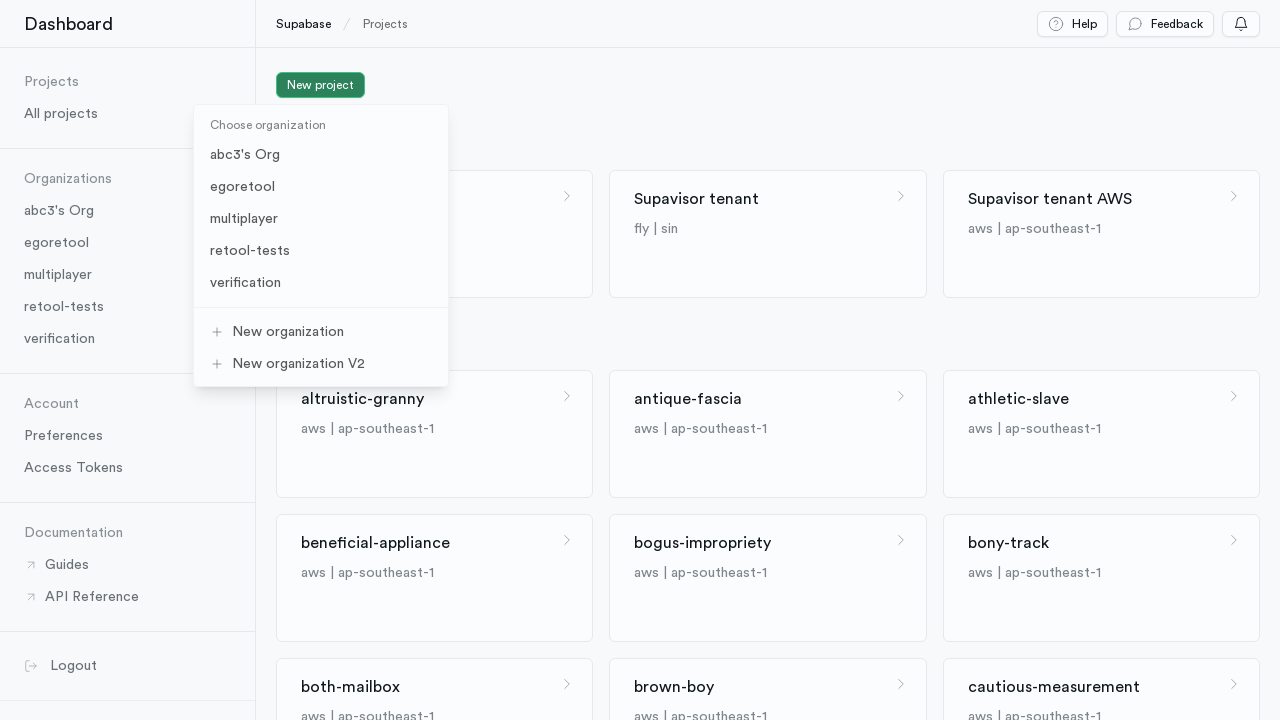 Dashboard
Supabase / Projects
Help
Feedback
Projects
All projects
Organizations
abc3's Org
egoretool
multiplayer
retool-tests
verification
Account
Preferences
Access Tokens
Documentation
Guides
API Reference
Logout
New project
Choose organization
abc3's Org
egoretool
multiplayer
retool-tests
verification
New organization
New organization V2
Supavisor tenant
fly | sin
Supavisor tenant AWS
aws | ap-southeast-1
altruistic-granny
aws | ap-southeast-1
antique-fascia
aws | ap-southeast-1
athletic-slave
aws | ap-southeast-1
beneficial-appliance
aws | ap-southeast-1
bogus-impropriety
aws | ap-southeast-1
bony-track
aws | ap-southeast-1
both-mailbox
aws | ap-southeast-1
brown-boy
aws | ap-southeast-1
cautious-measurement
aws | ap-southeast-1